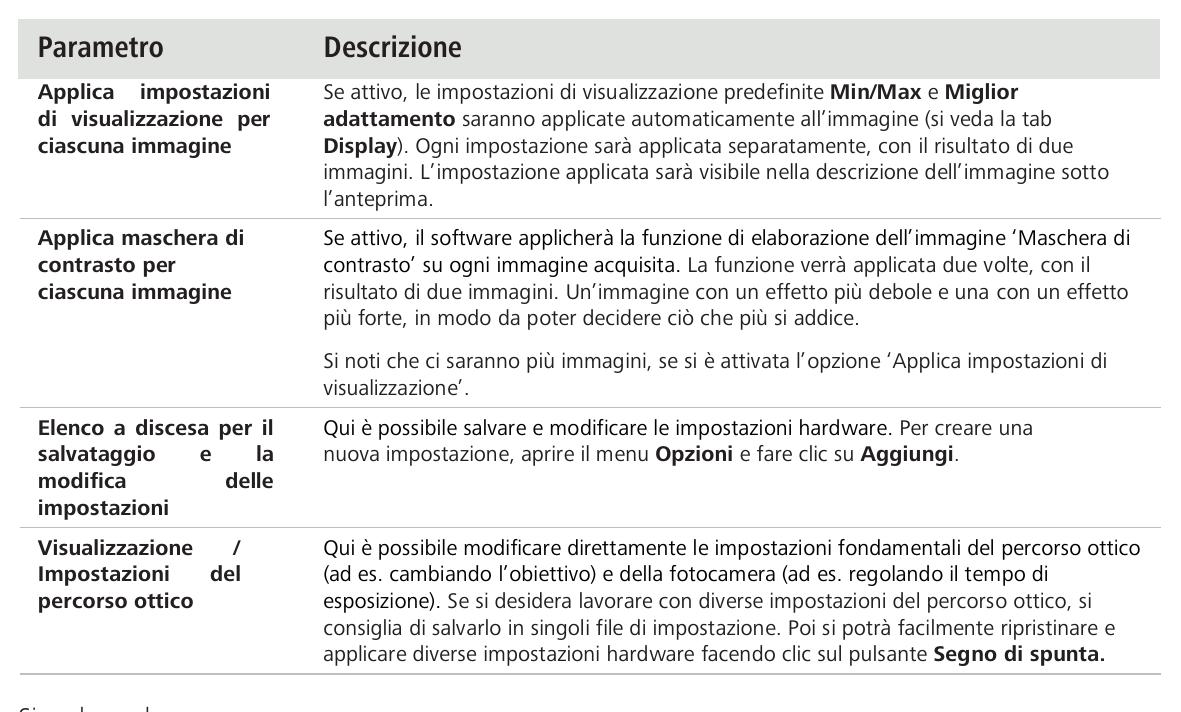 Parametro Descrizione
Applica impostazioni di visualizzazione per ciascuna immagine
Se attivo, le impostazioni di visualizzazione predefinite Min/Max e Miglior
adattamento saranno applicate automaticamente all'immagine (si veda la tab
Display). Ogni impostazione sarà applicata separatamente, con il risultato di due
immagini. L'impostazione applicata sarà visibile nella descrizione dell'immagine sotto
l'anteprima.
Applica maschera di
contrasto per
ciascuna immagine
Se attivo, il software applicherà la funzione di elaborazione dell'immagine ‘Maschera di
contrasto’ su ogni immagine acquisita. La funzione verrà applicata due volte, con il
risultato di due immagini. Un'immagine con un effetto più debole e una con un effetto
più forte, in modo da poter decidere ciò che più si addice.
Si noti che ci saranno più immagini, se si è attivata l'opzione ‘Applica impostazioni di
visualizzazione’.
Elenco a discesa per il
salvataggio e la
modifica delle
impostazioni
Qui è possibile salvare e modificare le impostazioni hardware. Per creare una
nuova impostazione, aprire il menu Opzioni e fare clic su Aggiungi.
Visualizzazione /
Impostazioni del
percorso ottico
Qui è possibile modificare direttamente le impostazioni fondamentali del percorso ottico
(ad es. cambiando l'obiettivo) e della fotocamera (ad es. regolando il tempo di
esposizione). Se si desidera lavorare con diverse impostazioni del percorso ottico, si
consiglia di salvarlo in singoli file di impostazione. Poi si potrà facilmente ripristinare e
applicare diverse impostazioni hardware facendo clic sul pulsante Segno di spunta.